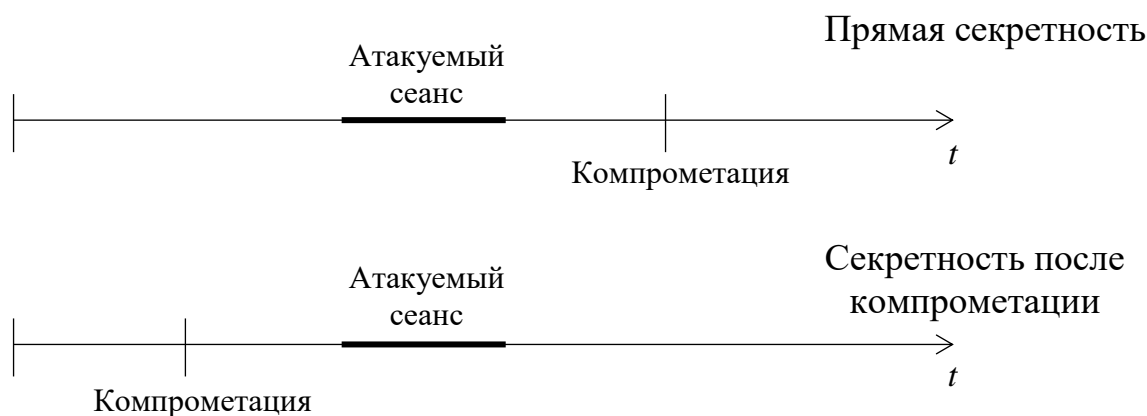 Прямая секретность
Атакуемый
сеанс
t
Компрометация
Секретность после
компрометации
Атакуемый
сеанс
t
Компрометация